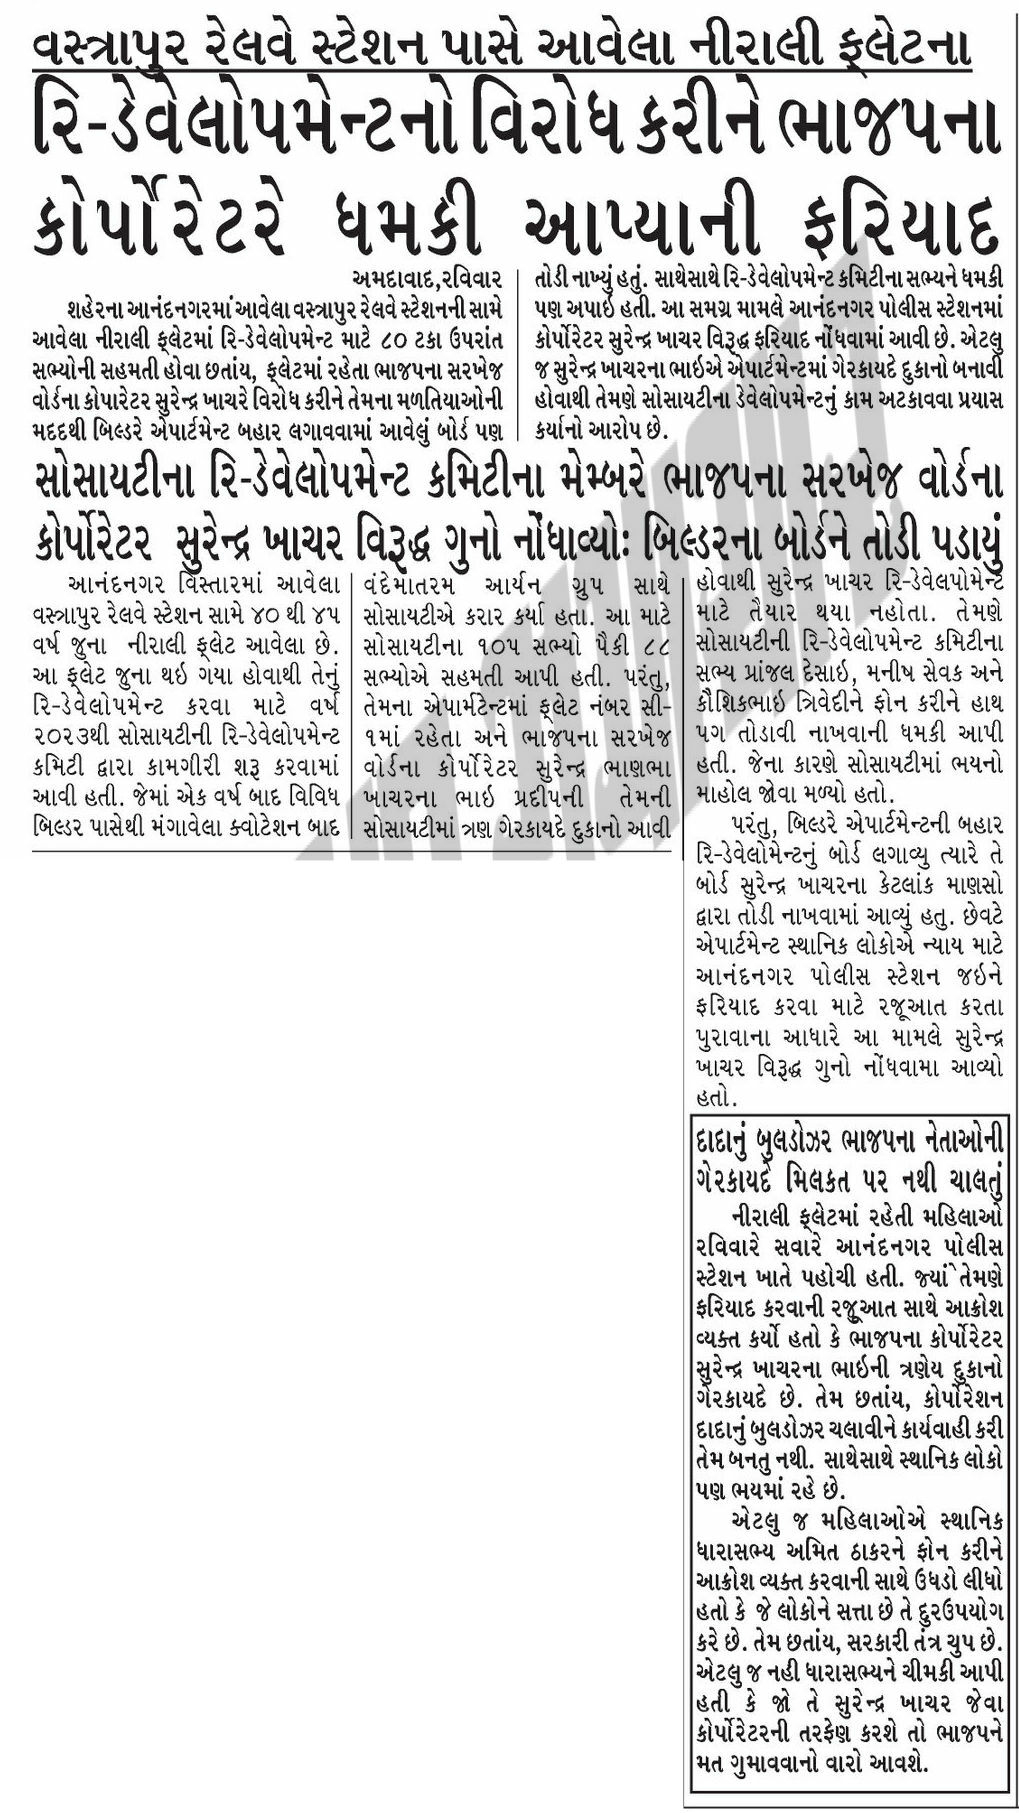 વસ્ત્રાપુર રેલવે સ્ટેશન પાસે આવેલા નીરાલી ફ્લેટના
રિ-ડેવેલોપમેન્ટનો વિરોધ કરીને ભાજપના
કોર્પોરેટરે ધમકી આપ્યાની ફરિયાદ
અમદાવાદ,રવિવાર
શહેરના આનંદનગરમાં આવેલા વસ્ત્રાપુર રેલવે સ્ટેશનની સામે
આવેલા નીરાલી ફ્લેટમાં રિ-ડેવેલોપમેન્ટ માટે ૮૦ ટકા ઉપરાંત
સભ્યોની સહમતી હોવા છતાંય, ફ્લેટમાં રહેતા ભાજપના સરખેજ
વોર્ડના કોપારેટર સુરેન્દ્ર ખાચરે વિરોધ કરીને તેમના મળતિયાઓની
મદદથી બિલ્ડરે એપાર્ટમેન્ટ બહાર લગાવવામાં આવેલું બોર્ડ પણ
તોડી નાખ્યું હતું. સાથેસાથે રિ-ડેવેલોપમેન્ટ કમિટીના સભ્યને ધમકી
પણ અપાઇ હતી. આ સમગ્ર મામલે આનંદનગર પોલીસ સ્ટેશનમાં
કોર્પોરેટર સુરેન્દ્ર ખાચર વિરૂદ્ધ ફરિયાદ નોંધવામાં આવી છે. એટલુ
જ સુરેન્દ્ર ખાચરના ભાઇએ એપાર્ટમેન્ટમાં ગેરકાયદે દુકાનો બનાવી
હોવાથી તેમણે સોસાયટીના ડેવેલોપમેન્ટનું કામ અટકાવવા પ્રયાસ
કર્યાનો આરોપ છે.
સોસાયટીના રિ-ડેવેલોપમેન્ટ કમિટીના મેમ્બરે ભાજપના સરખેજ વોર્ડના
કોર્પોરેટર સુરેન્દ્ર ખાચર વિરૂદ્ધ ગુનો નોંધાવ્યોઃ બિલ્ડરના બોર્ડને તોડી પડાયું
આનંદનગર વિસ્તારમાં આવેલા
વસ્ત્રાપુર રેલવે સ્ટેશન સામે ૪૦ થી ૪૫
વર્ષ જુના નીરાલી ફ્લેટ આવેલા છે.
આ ફ્લેટ જુના થઇ ગયા હોવાથી તેનું
રિ-ડેવેલોપમેન્ટ કરવા માટે વર્ષ
૨૦૨૩થી સોસાયટીની રિ-ડેવેલોપમેન્ટ
કમિટી દ્વારા કામગીરી શરૂ કરવામાં
આવી હતી. જેમાં એક વર્ષ બાદ વિવિધ
બિલ્ડર પાસેથી મંગાવેલા ક્વોટેશન બાદ
વંદેમાતરમ આર્યન ગ્રુપ સાથે
સોસાયટીએ કરાર કર્યા હતા. આ માટે
સોસાયટીના ૧૦૫ સભ્યો પૈકી ૮૮
સભ્યોએ સહમતી આપી હતી. પરંતુ,
તેમના એપાર્મટેન્ટમાં ફ્લેટ નંબર સી-
૧માં રહેતા અને ભાજપના સરખેજ
વોર્ડના કોર્પોરેટર સુરેન્દ્ર ભાણભા
ખાચરના ભાઇ પ્રદીપની તેમની
સોસાયટીમાં ત્રણ ગેરકાયદે દુકાનો આવી
હોવાથી સુરેન્દ્ર ખાચર રિ-ડેવેલપોમેન્ટ
માટે તૈયાર થયા નહોતા. તેમણે
સોસાયટીની રિ-ડેવેલોપમેન્ટ કમિટીના
સભ્ય પ્રાંજલ દેસાઇ, મનીષ સેવક અને
કૌશિકભાઇ ત્રિવેદીને ફોન કરીને હાથ
પગ તોડાવી નાખવાની ધમકી આપી
હતી. જેના કારણે સોસાયટીમાં ભયનો
માહોલ જોવા મળ્યો હતો.
પરંતુ, બિલ્ડરે એપાર્ટમેન્ટની બહાર
રિ-ડેવેલોમેન્ટનું બોર્ડ લગાવ્યુ ત્યારે તે
બોર્ડ સુરેન્દ્ર ખાચરના કેટલાંક માણસો
દ્વારા તોડી નાખવામાં આવ્યું હતુ. છેવટે
એપાર્ટમેન્ટ સ્થાનિક લોકોએ ન્યાય માટે
આનંદનગર પોલીસ સ્ટેશન જઇને
ફરિયાદ કરવા માટે રજૂઆત કરતા
પુરાવાના આધારે આ મામલે સુરેન્દ્ર
ખાચર વિરૂદ્ધ ગુનો નોંધવામા આવ્યો
હતો.
દાદાનું બુલડોઝર ભાજપના નેતાઓની
ગેરકાયદે મિલકત પર નથી ચાલતું
નીરાલી ફ્લેટમાં રહેતી મહિલાઓ
રવિવારે સવારે આનંદનગર પોલીસ
સ્ટેશન ખાતે પહોચી હતી. જ્યાં તેમણે
ફરિયાદ કરવાની રજુઆત સાથે આક્રોશ
વ્યક્ત કર્યો હતો કે ભાજપના કોર્પોરેટર
સુરેન્દ્ર ખાચરના ભાઇની ત્રણેય દુકાનો
ગેરકાયદે છે. તેમ છતાંય, કોર્પોરેશન
દાદાનું બુલડોઝર ચલાવીને કાર્યવાહી કરી
તેમ બનતુ નથી. સાથેસાથે સ્થાનિક લોકો
પણ ભયમાં રહે છે.
એટલુ જ મહિલાઓએ સ્થાનિક
ધારાસભ્ય અમિત ઠાકરને ફોન કરીને
આક્રોશ વ્યક્ત કરવાની સાથે ઉધડો લીધો
હતો કે જે લોકોને સત્તા છે તે દુરઉપયોગ
કરે છે. તેમ છતાંય, સરકારી તંત્ર ચુપ છે.
એટલુ જ નહી ધારાસભ્યને ચીમકી આપી
હતી કે જો તે સુરેન્દ્ર ખાચર જેવા
કોર્પોરેટરની તરફેણ કરશે તો ભાજપને
મત ગુમાવવાનો વારો આવશે.